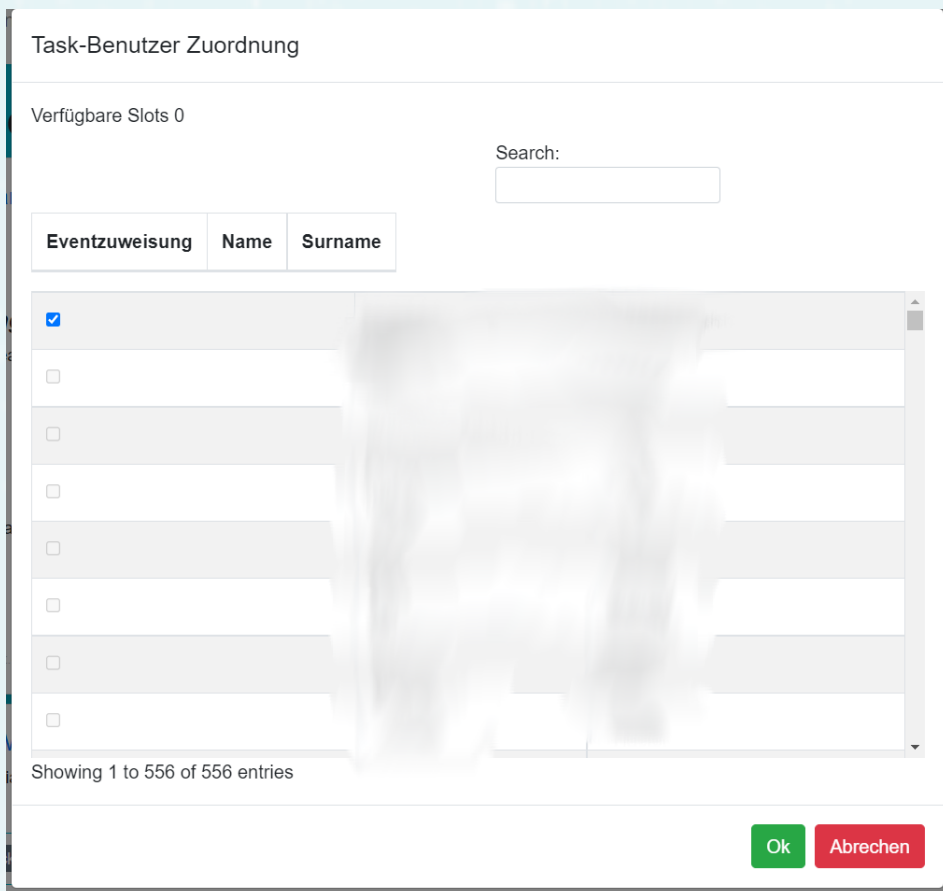 Task-Benutzer Zuordnung
Verfügbare Slots 0
Search:
Eventzuweisung Name Surname
Showing 1 to 556 of 556 entries
Ok Abrechen